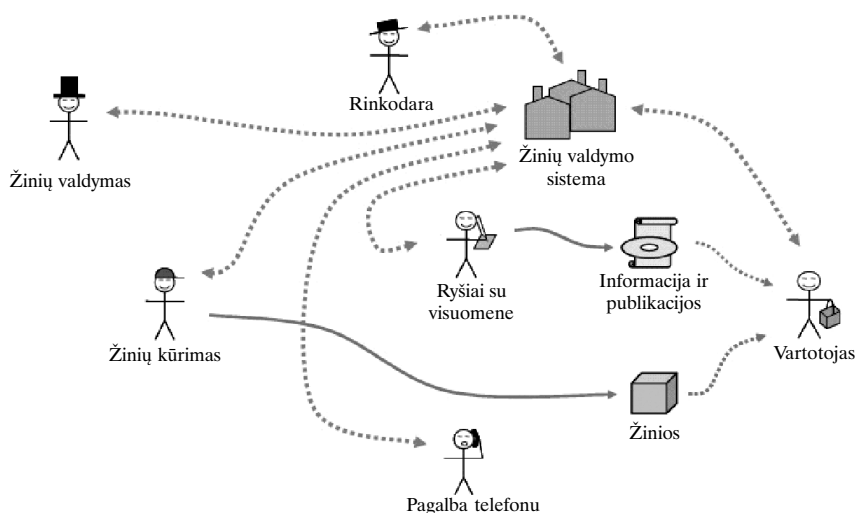 Rinkodara
Žinių valdymas
Žinių valdymo
sistema
Ryšiai su
visuomene
Informacija ir
publikacijos
Žinių kūrimas
Vartotojas
Žinios
Pagalba telefonu